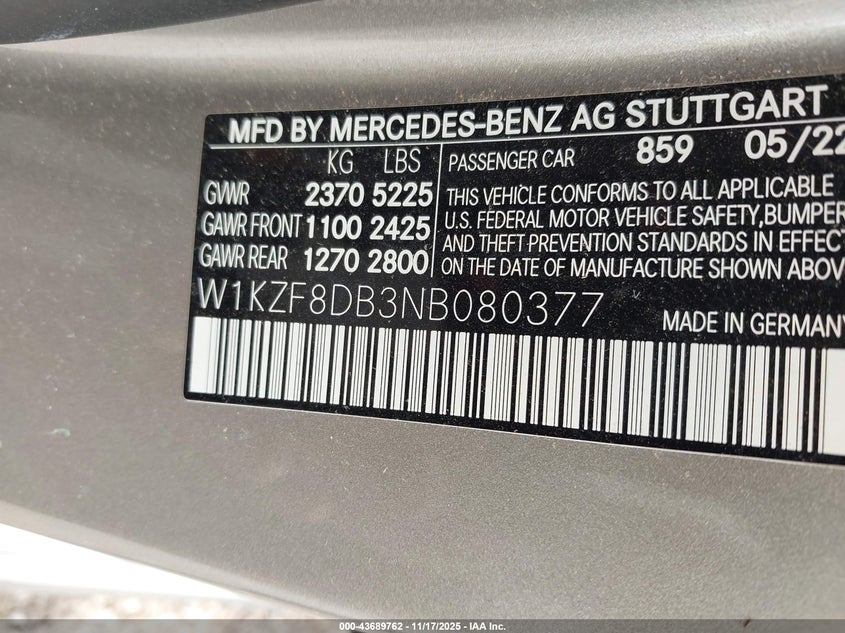 MFD BY MERCEDES-BENZ AG STUTTGART
KG LBS
GVWR 2370 5225
GAWR FRONT 1100 2425
GAWR REAR 1270 2800
PASSENGER CAR 859 05/22
THIS VEHICLE CONFORMS TO ALL APPLICABLE
U.S. FEDERAL MOTOR VEHICLE SAFETY, BUMPER
AND THEFT PREVENTION STANDARDS IN EFFECT
ON THE DATE OF MANUFACTURE SHOWN ABOV
W1KZF8DB3NB080377
MADE IN GERMANY
000-43689762 - 11/17/2025 - IAA Inc.